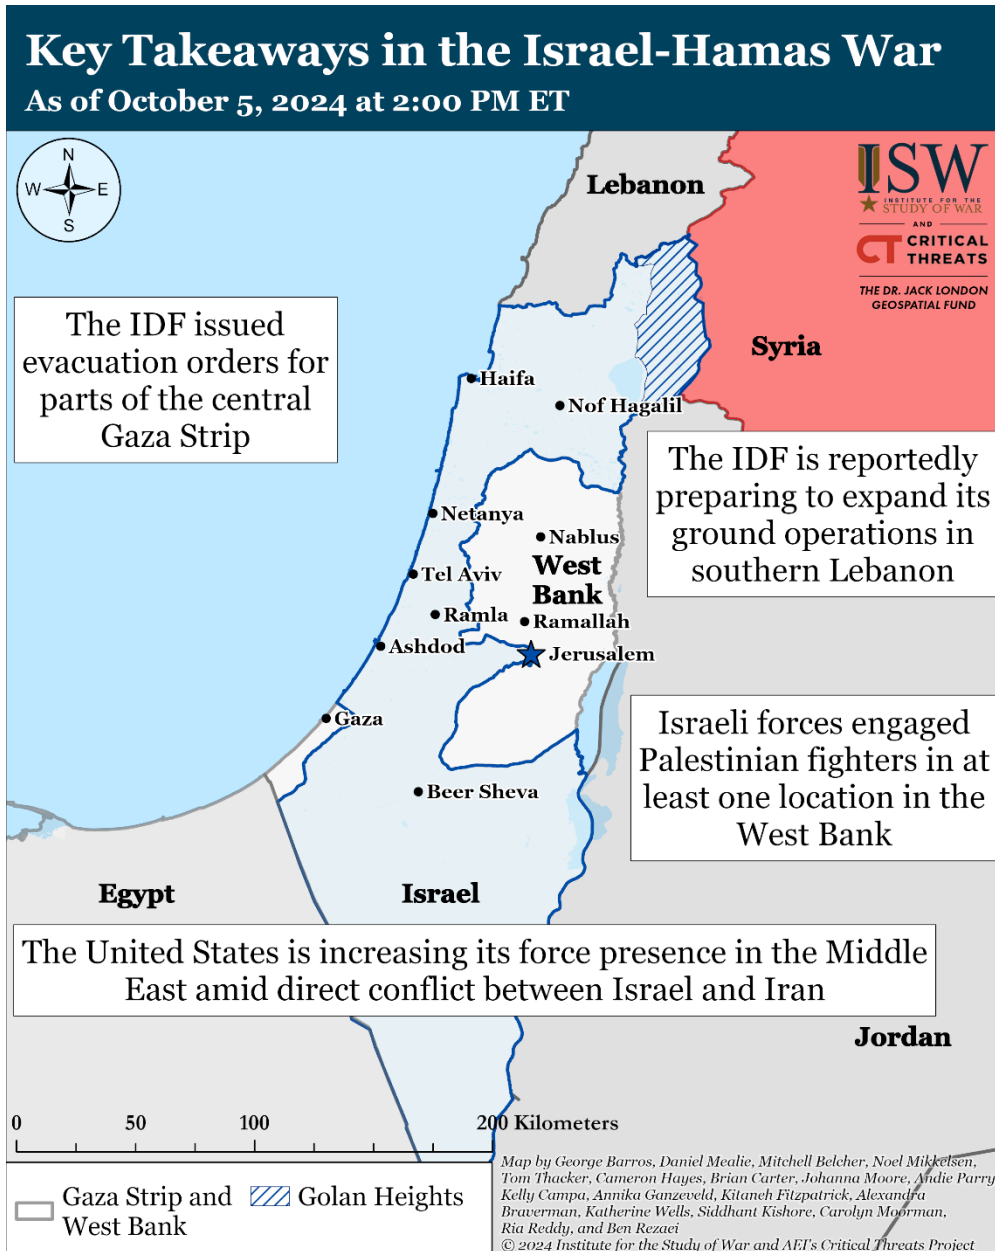 Key Takeaways in the Israel-Hamas War
As of October 5, 2024 at 2:00 PM ET
N
W
E
S
Lebanon
ISW
INSTITUTE FOR THE
STUDY OF WAR
AND
CT CRITICAL
THREATS
THE DR. JACK LONDON
GEOSPATIAL FUND
The IDF issued
evacuation orders for
parts of the central
Gaza Strip
Syria
Haifa
Nof Hagalil
The IDF is reportedly
preparing to expand its
ground operations in
southern Lebanon
Netanya
Nablus
West
Bank
Tel Aviv
Ramla
Ramallah
Ashdod
Jerusalem
Gaza
Israeli forces engaged
Palestinian fighters in at
least one location in the
West Bank
Beer Sheva
Egypt
Israel
The United States is increasing its force presence in the Middle
East amid direct conflict between Israel and Iran
Jordan
0 50 100 200 Kilometers
Gaza Strip and
West Bank
Golan Heights
Map by George Barros, Daniel Mealie, Mitchell Belcher, Noel Mikkelsen,
Tom Thacker, Cameron Hayes, Brian Carter, Johanna Moore, Andie Parry
Kelly Campa, Annika Ganzeveld, Kitaneh Fitzpatrick, Alexandra
Braverman, Katherine Wells, Siddhant Kishore, Carolyn Moorman,
Ria Reddy, and Ben Rezaei
© 2024 Institute for the Study of War and AEI's Critical Threats Project